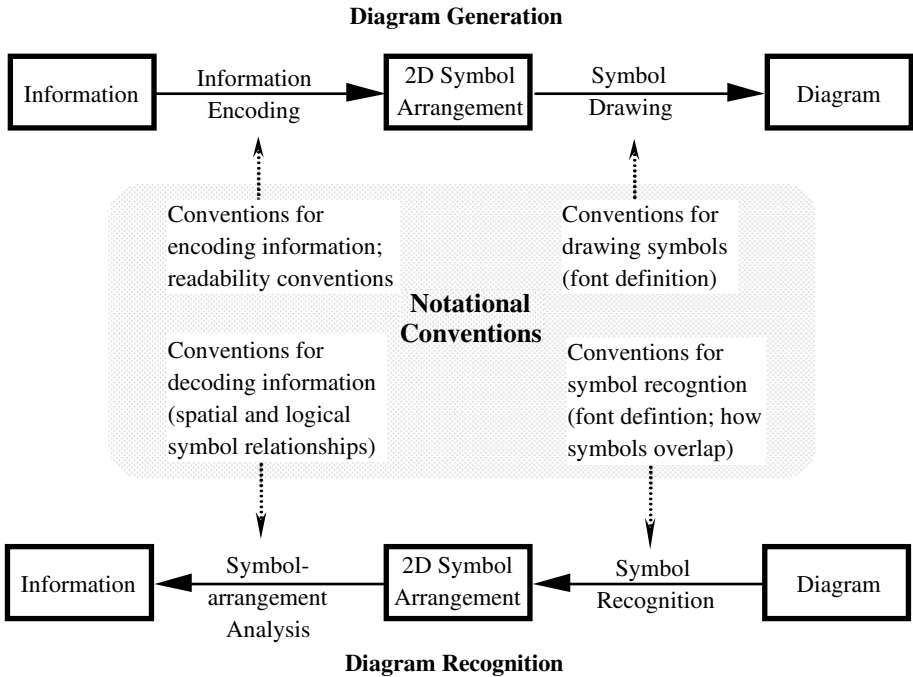 Diagram Generation
Information
Information
Encoding
2D Symbol
Arrangement
Symbol
Drawing
Diagram
Conventions for
encoding information;
readability conventions
Conventions for
drawing symbols
(font definition)
Notational
Conventions
Conventions for
decoding information
(spatial and logical
symbol relationships)
Conventions for
symbol recogntion
(font defintion; how
symbols overlap)
Information
Symbol-
arrangement
Analysis
2D Symbol
Arrangement
Symbol
Recognition
Diagram
Diagram Recognition